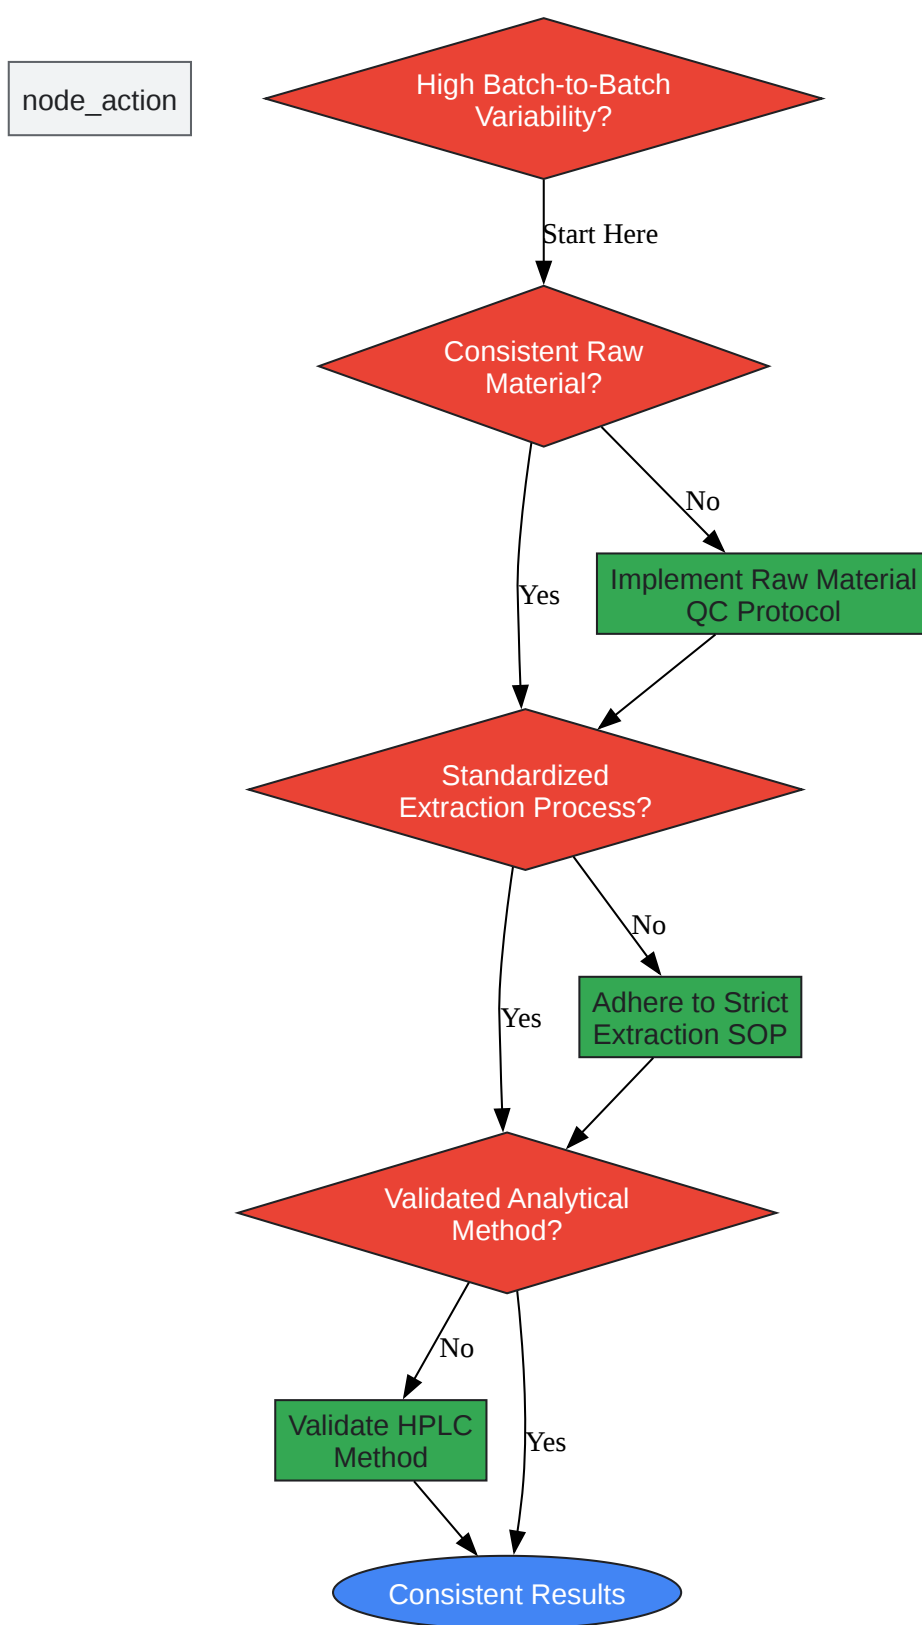 node_action
High Batch-to-Batch
Variability?
Start Here
Consistent Raw
Material?
No
Yes
Implement Raw Material
QC Protocol
Standardized
Extraction Process?
No
Yes
Adhere to Strict
Extraction SOP
Validated Analytical
Method?
No
Yes
Validate HPLC
Method
Consistent Results